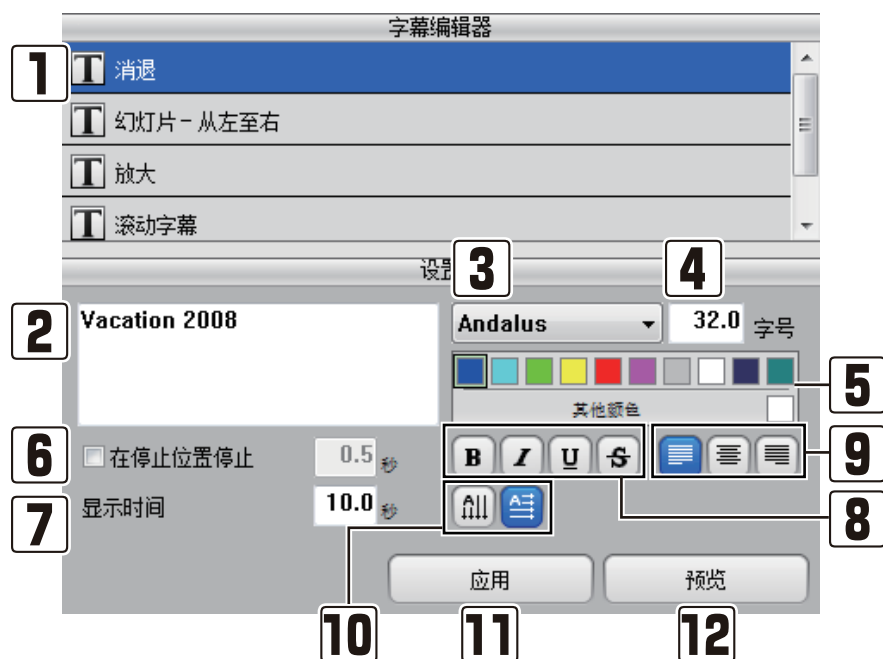 字幕编辑器
1
T 消退
T 幻灯片 - 从左至右
T 放大
T 滚动字幕
设置
3
4
2
Vacation 2008
Andalus
32.0 字号
5
其他颜色
6
在停止位置停止 0.5 秒
B I U S
9
7
显示时间 10.0 秒
A
A
8
应用
预览
10
11
12